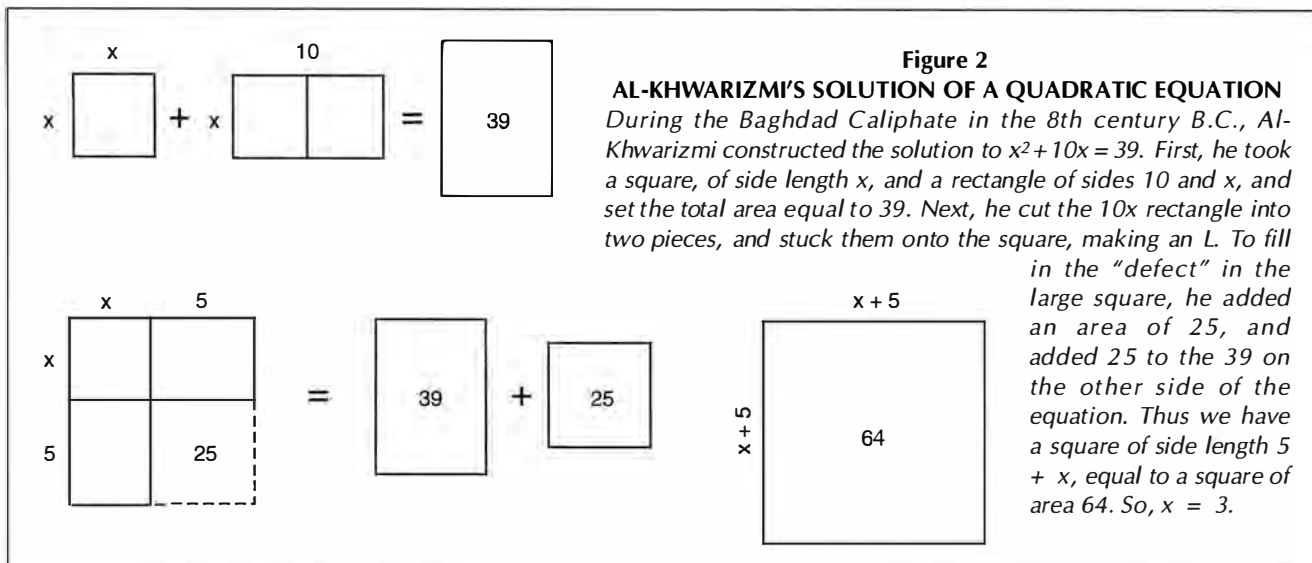 x 10
x + x = 39
Figure 2
AL-KHWARIZMI'S SOLUTION OF A QUADRATIC EQUATION
During the Baghdad Caliphate in the 8th century B.C., Al-
Khwarizmi constructed the solution to x²+10x = 39. First, he took
a square, of side length x, and a rectangle of sides 10 and x, and
set the total area equal to 39. Next, he cut the 10x rectangle into
two pieces, and stuck them onto the square, making an L. To fill
in the "defect" in the
large square, he added
an area of 25, and
added 25 to the 39 on
the other side of the
equation. Thus we have
a square of side length 5
+ x, equal to a square of
area 64. So, x = 3.
x 5
x
5 25 = 39 + 25
x + 5
x + 5 64